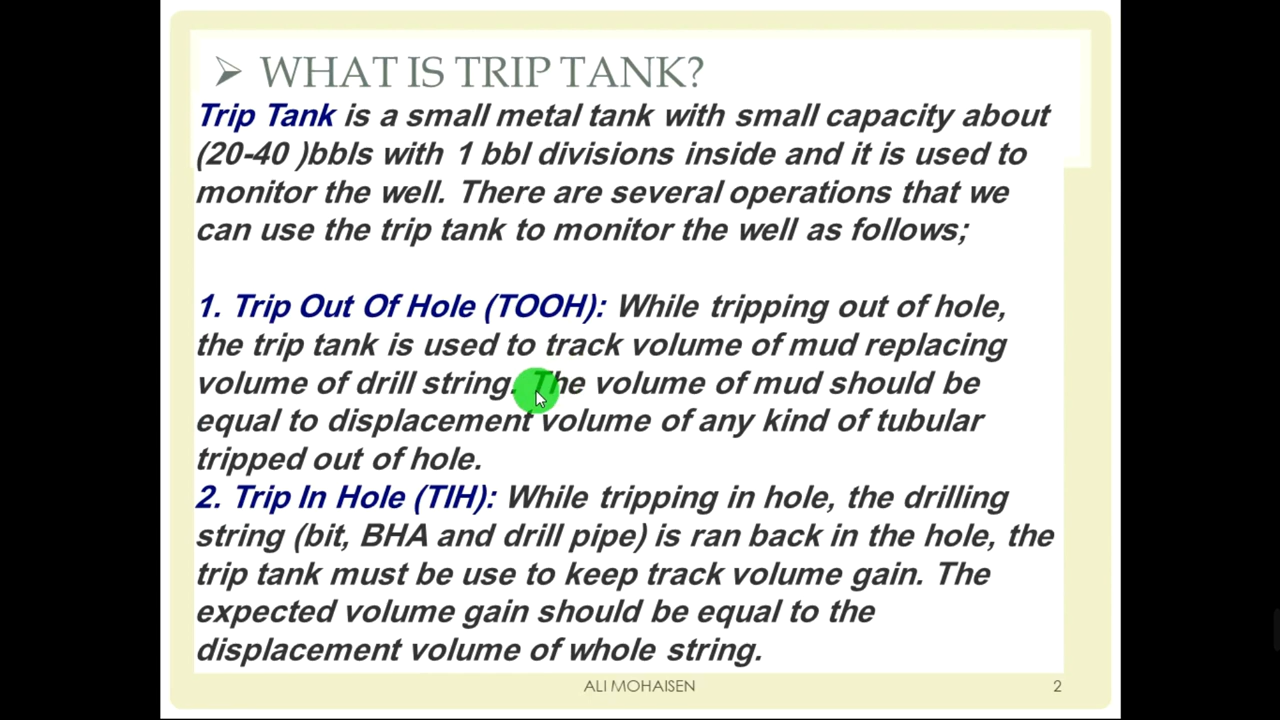 WHAT IS TRIP TANK?
Trip Tank is a small metal tank with small capacity about
(20-40 )bbls with 1 bbl divisions inside and it is used to
monitor the well. There are several operations that we
can use the trip tank to monitor the well as follows;
1. Trip Out Of Hole (TOOH): While tripping out of hole,
the trip tank is used to track volume of mud replacing
volume of drill string. The volume of mud should be
equal to displacement volume of any kind of tubular
tripped out of hole.
2. Trip In Hole (TIH): While tripping in hole, the drilling
string (bit, BHA and drill pipe) is ran back in the hole, the
trip tank must be use to keep track volume gain. The
expected volume gain should be equal to the
displacement volume of whole string.
ALI MOHAISEN 2